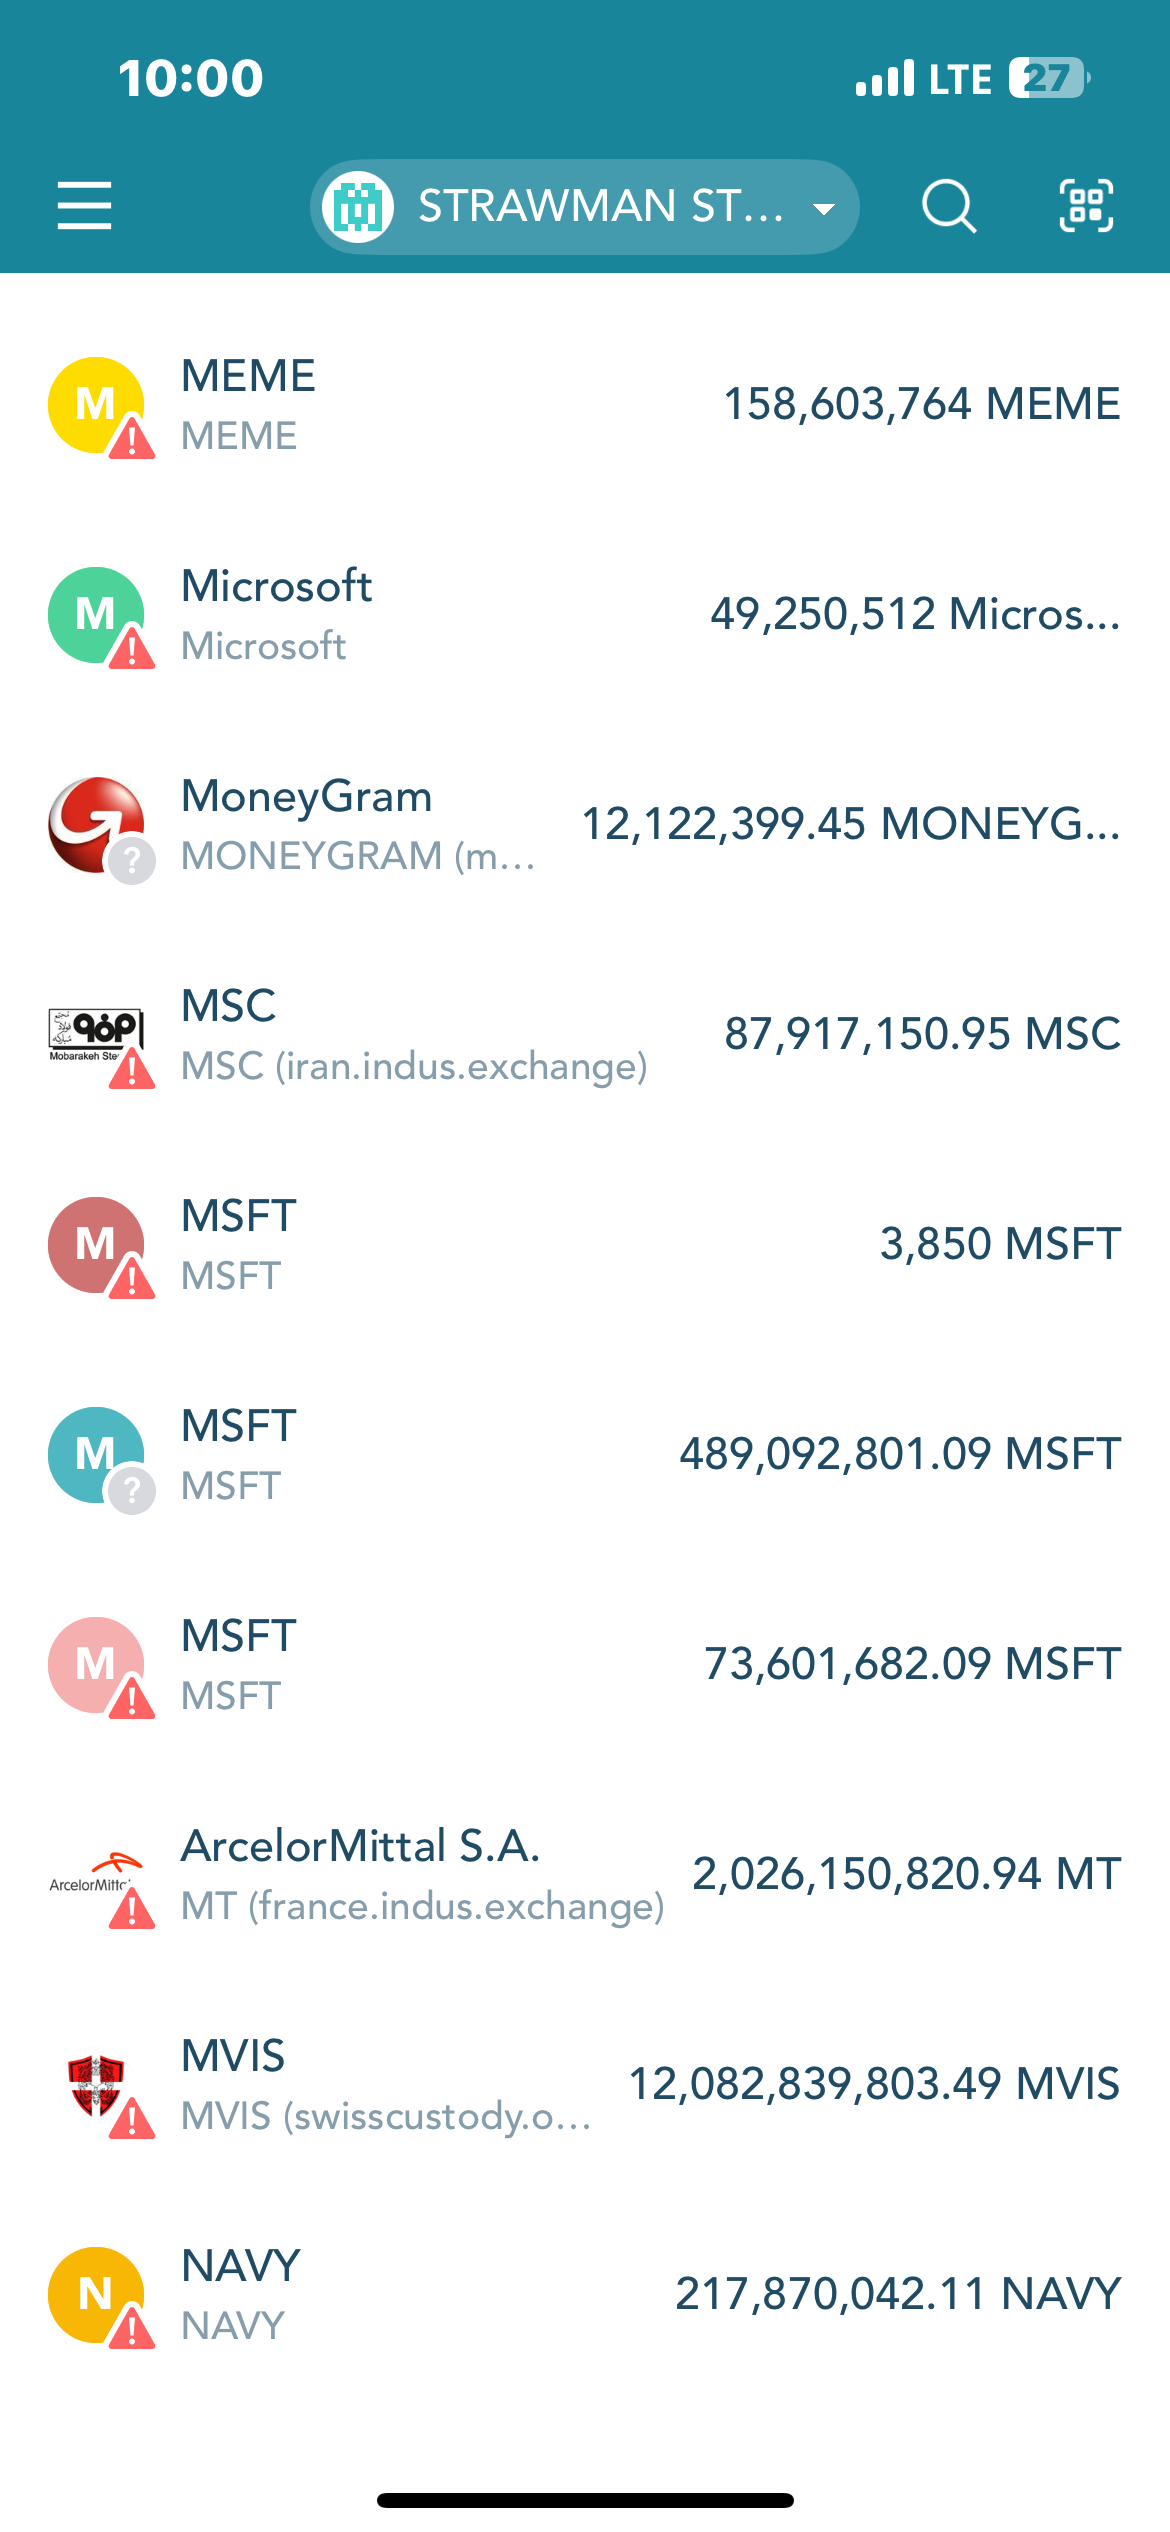 10:00
LTE 27
STRAWMAN ST...
M
MEME
158,603,764 MEME
MEME
M
Microsoft
49,250,512 Micros...
Microsoft
MoneyGram
12,122,399.45 MONEYG...
MONEYGRAM (m...
?
Mobarakeh Ste
MSC
87,917,150.95 MSC
MSC (iran.indus.exchange)
M
MSFT
3,850 MSFT
MSFT
M
MSFT
489,092,801.09 MSFT
MSFT
?
M
MSFT
73,601,682.09 MSFT
MSFT
ArcelorMittal S.A.
2,026,150,820.94 MT
ArcelorMitta
MT (france.indus.exchange)
MVIS
12,082,839,803.49 MVIS
MVIS (swisscustody.o...
N
NAVY
217,870,042.11 NAVY
NAVY